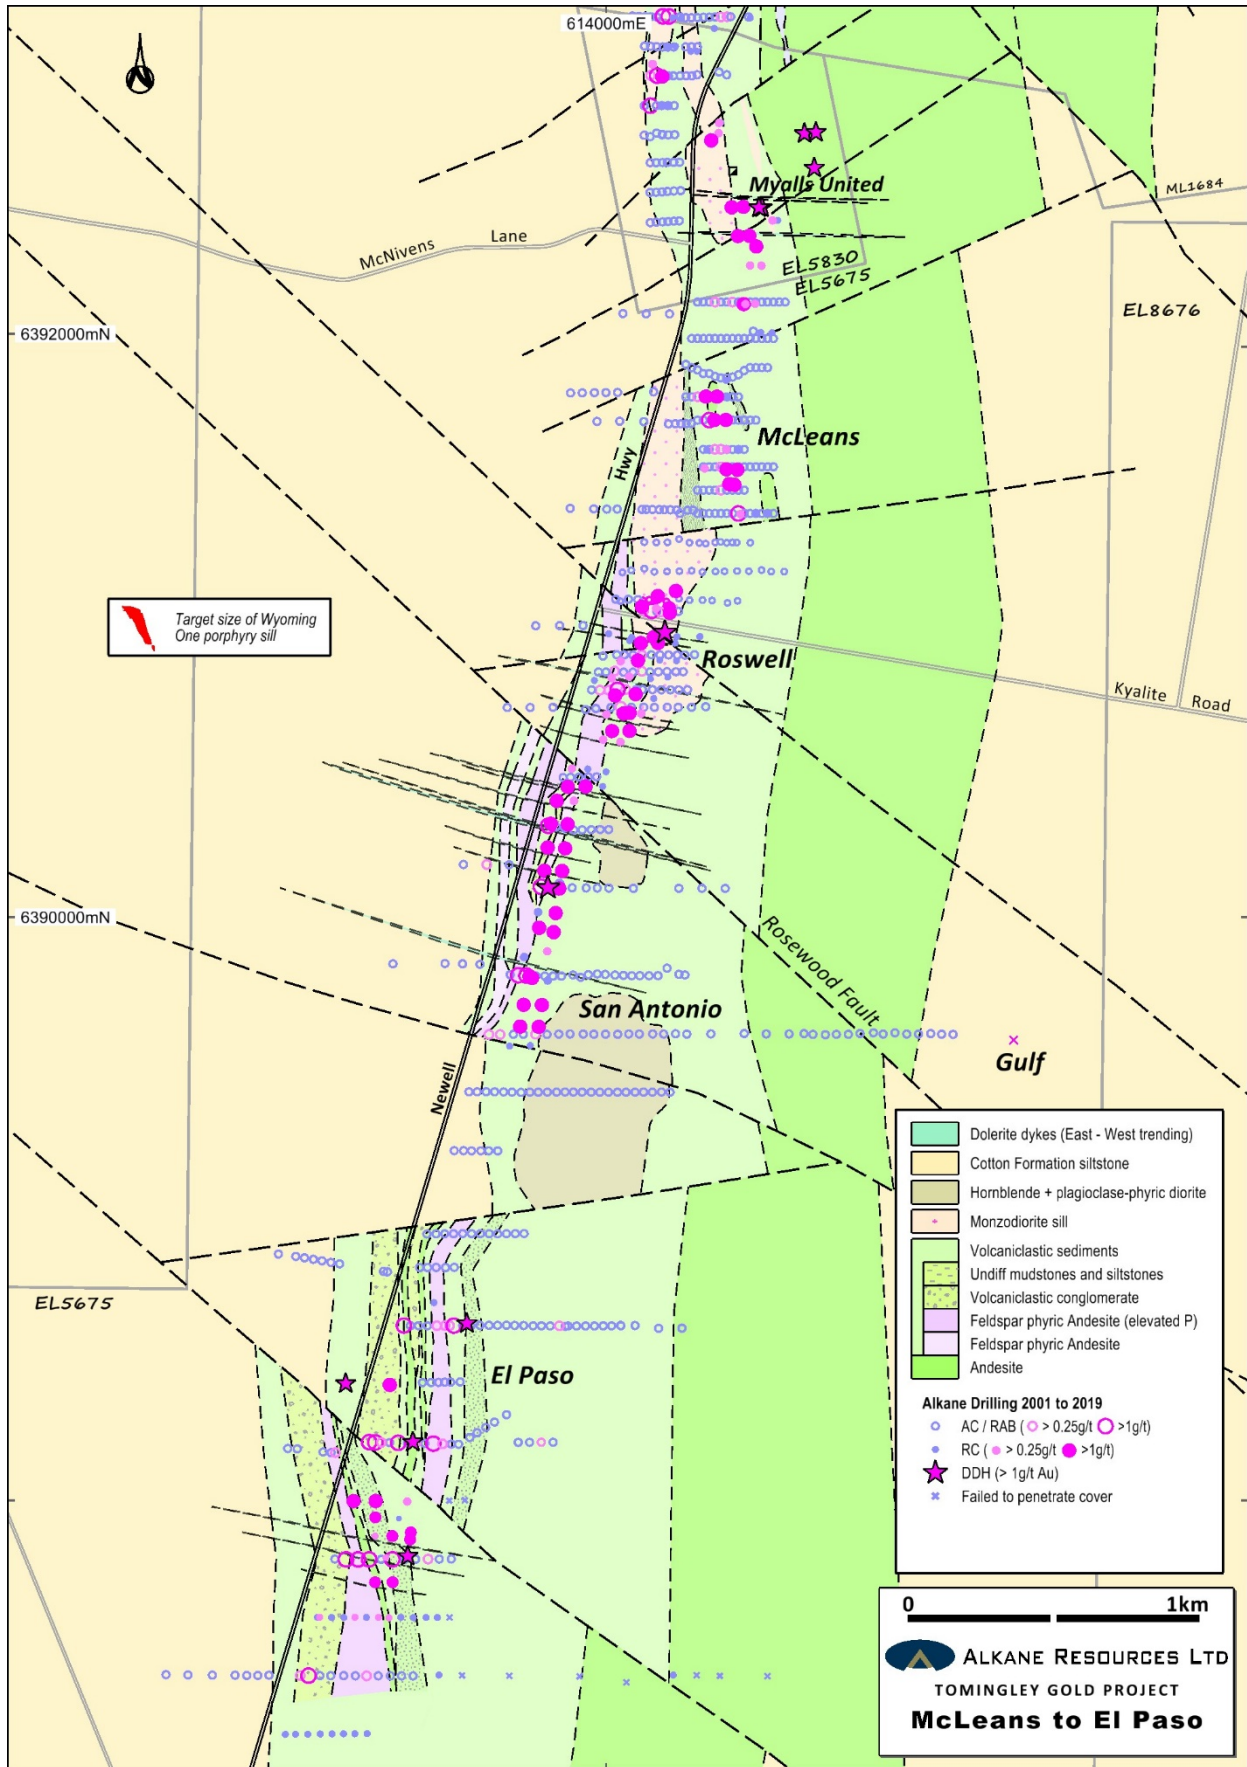 614000mE
ML1684
Myalls United
McNivens
Lane
EL5830
EL5675
EL8676
6392000mN
McLeans
Hwy
Target size of Wyoming
One porphyry sill
Roswell
Kyalite
Road
6390000mN
Rosewood Fault
San Antonio
Gulf
Newell
EL5675
El Paso
Dolerite dykes (East - West trending)
Cotton Formation siltstone
Hornblende + plagioclase-phyric diorite
Monzodiorite sill
Volcaniclastic sediments
Undiff mudstones and siltstones
Volcaniclastic conglomerate
Feldspar phyric Andesite (elevated P)
Feldspar phyric Andesite
Andesite
Alkane Drilling 2001 to 2019
AC / RAB ( > 0.25g/t >1g/t)
RC ( > 0.25g/t >1g/t)
DDH (> 1g/t Au)
Failed to penetrate cover
0 1km
ALKANE RESOURCES LTD
TOMINGLEY GOLD PROJECT
McLeans to El Paso